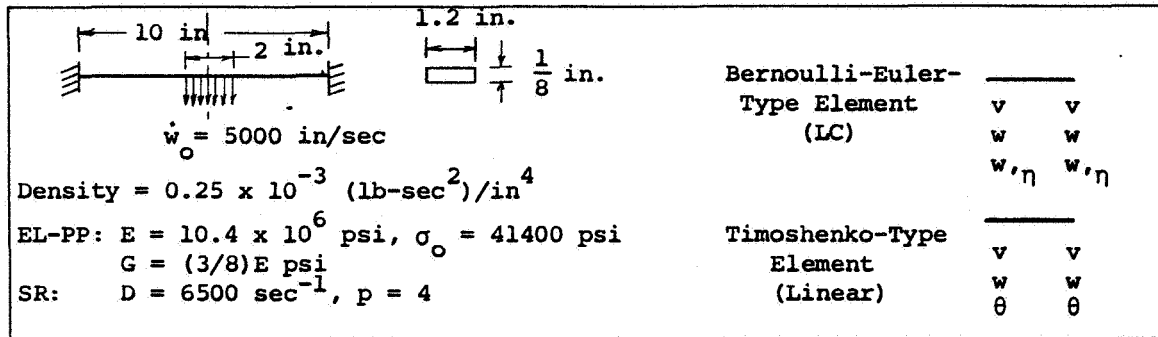 10 in
2 in.
1.2 in.
1/8 in.
ẇ_o = 5000 in/sec
Density = 0.25 x 10^-3 (lb-sec^2)/in^4
EL-PP: E = 10.4 x 10^6 psi, σ_o = 41400 psi
G = (3/8)E psi
SR: D = 6500 sec^-1, p = 4
Bernoulli-Euler-
Type Element
(LC)
v v
w w
w,η w,η
Timoshenko-Type
Element
(Linear)
v v
w w
θ θ